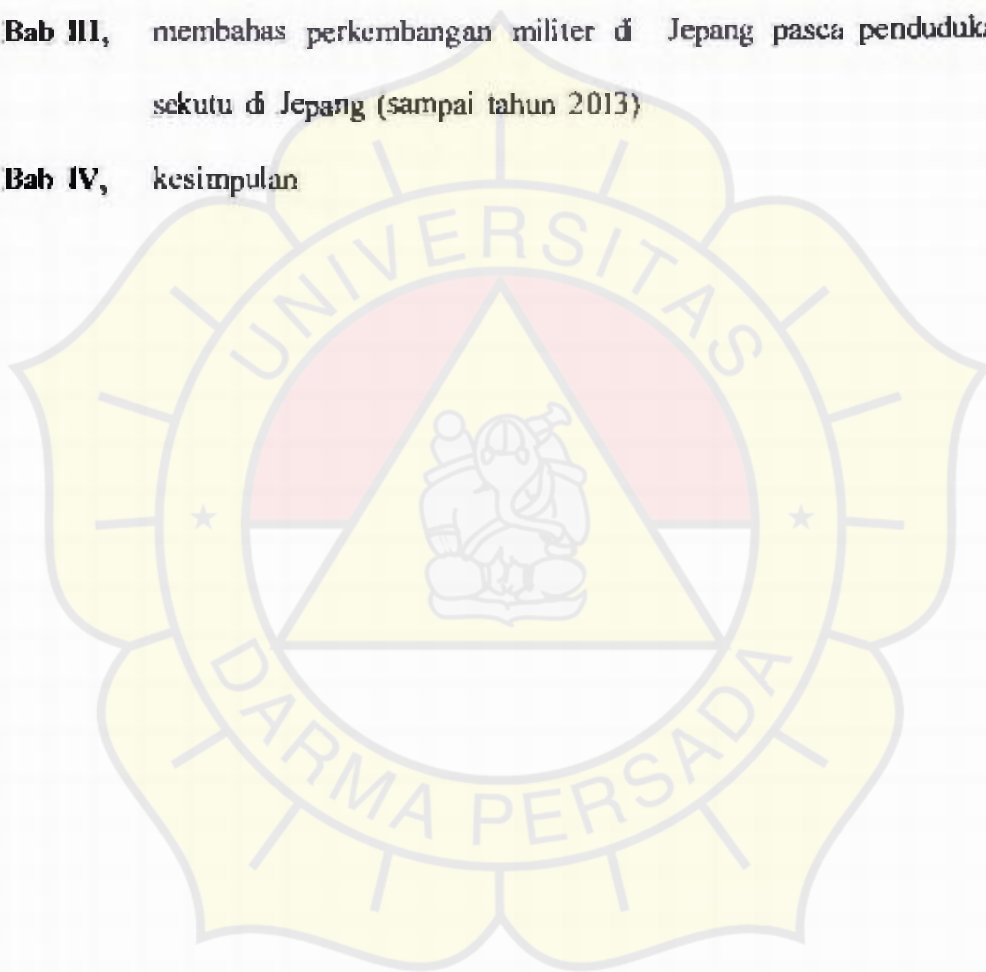 Bab III, membahas perkembangan militer di Jepang pasca penduduka
sekutu di Jepang (sampai tahun 2013)
Bab IV, kesimpulan
UNIVERSITAS
DARMA PERSADA